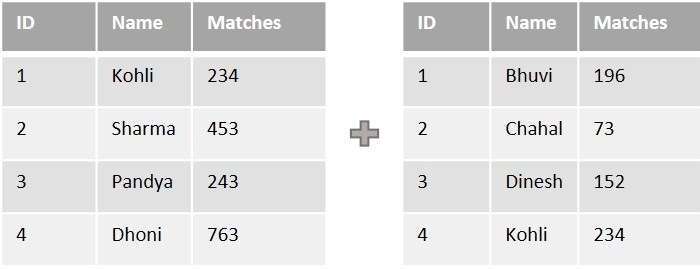 ID Name Matches
1 Kohli 234
2 Sharma 453
3 Pandya 243
4 Dhoni 763
ID Name Matches
1 Bhuvi 196
2 Chahal 73
3 Dinesh 152
4 Kohli 234